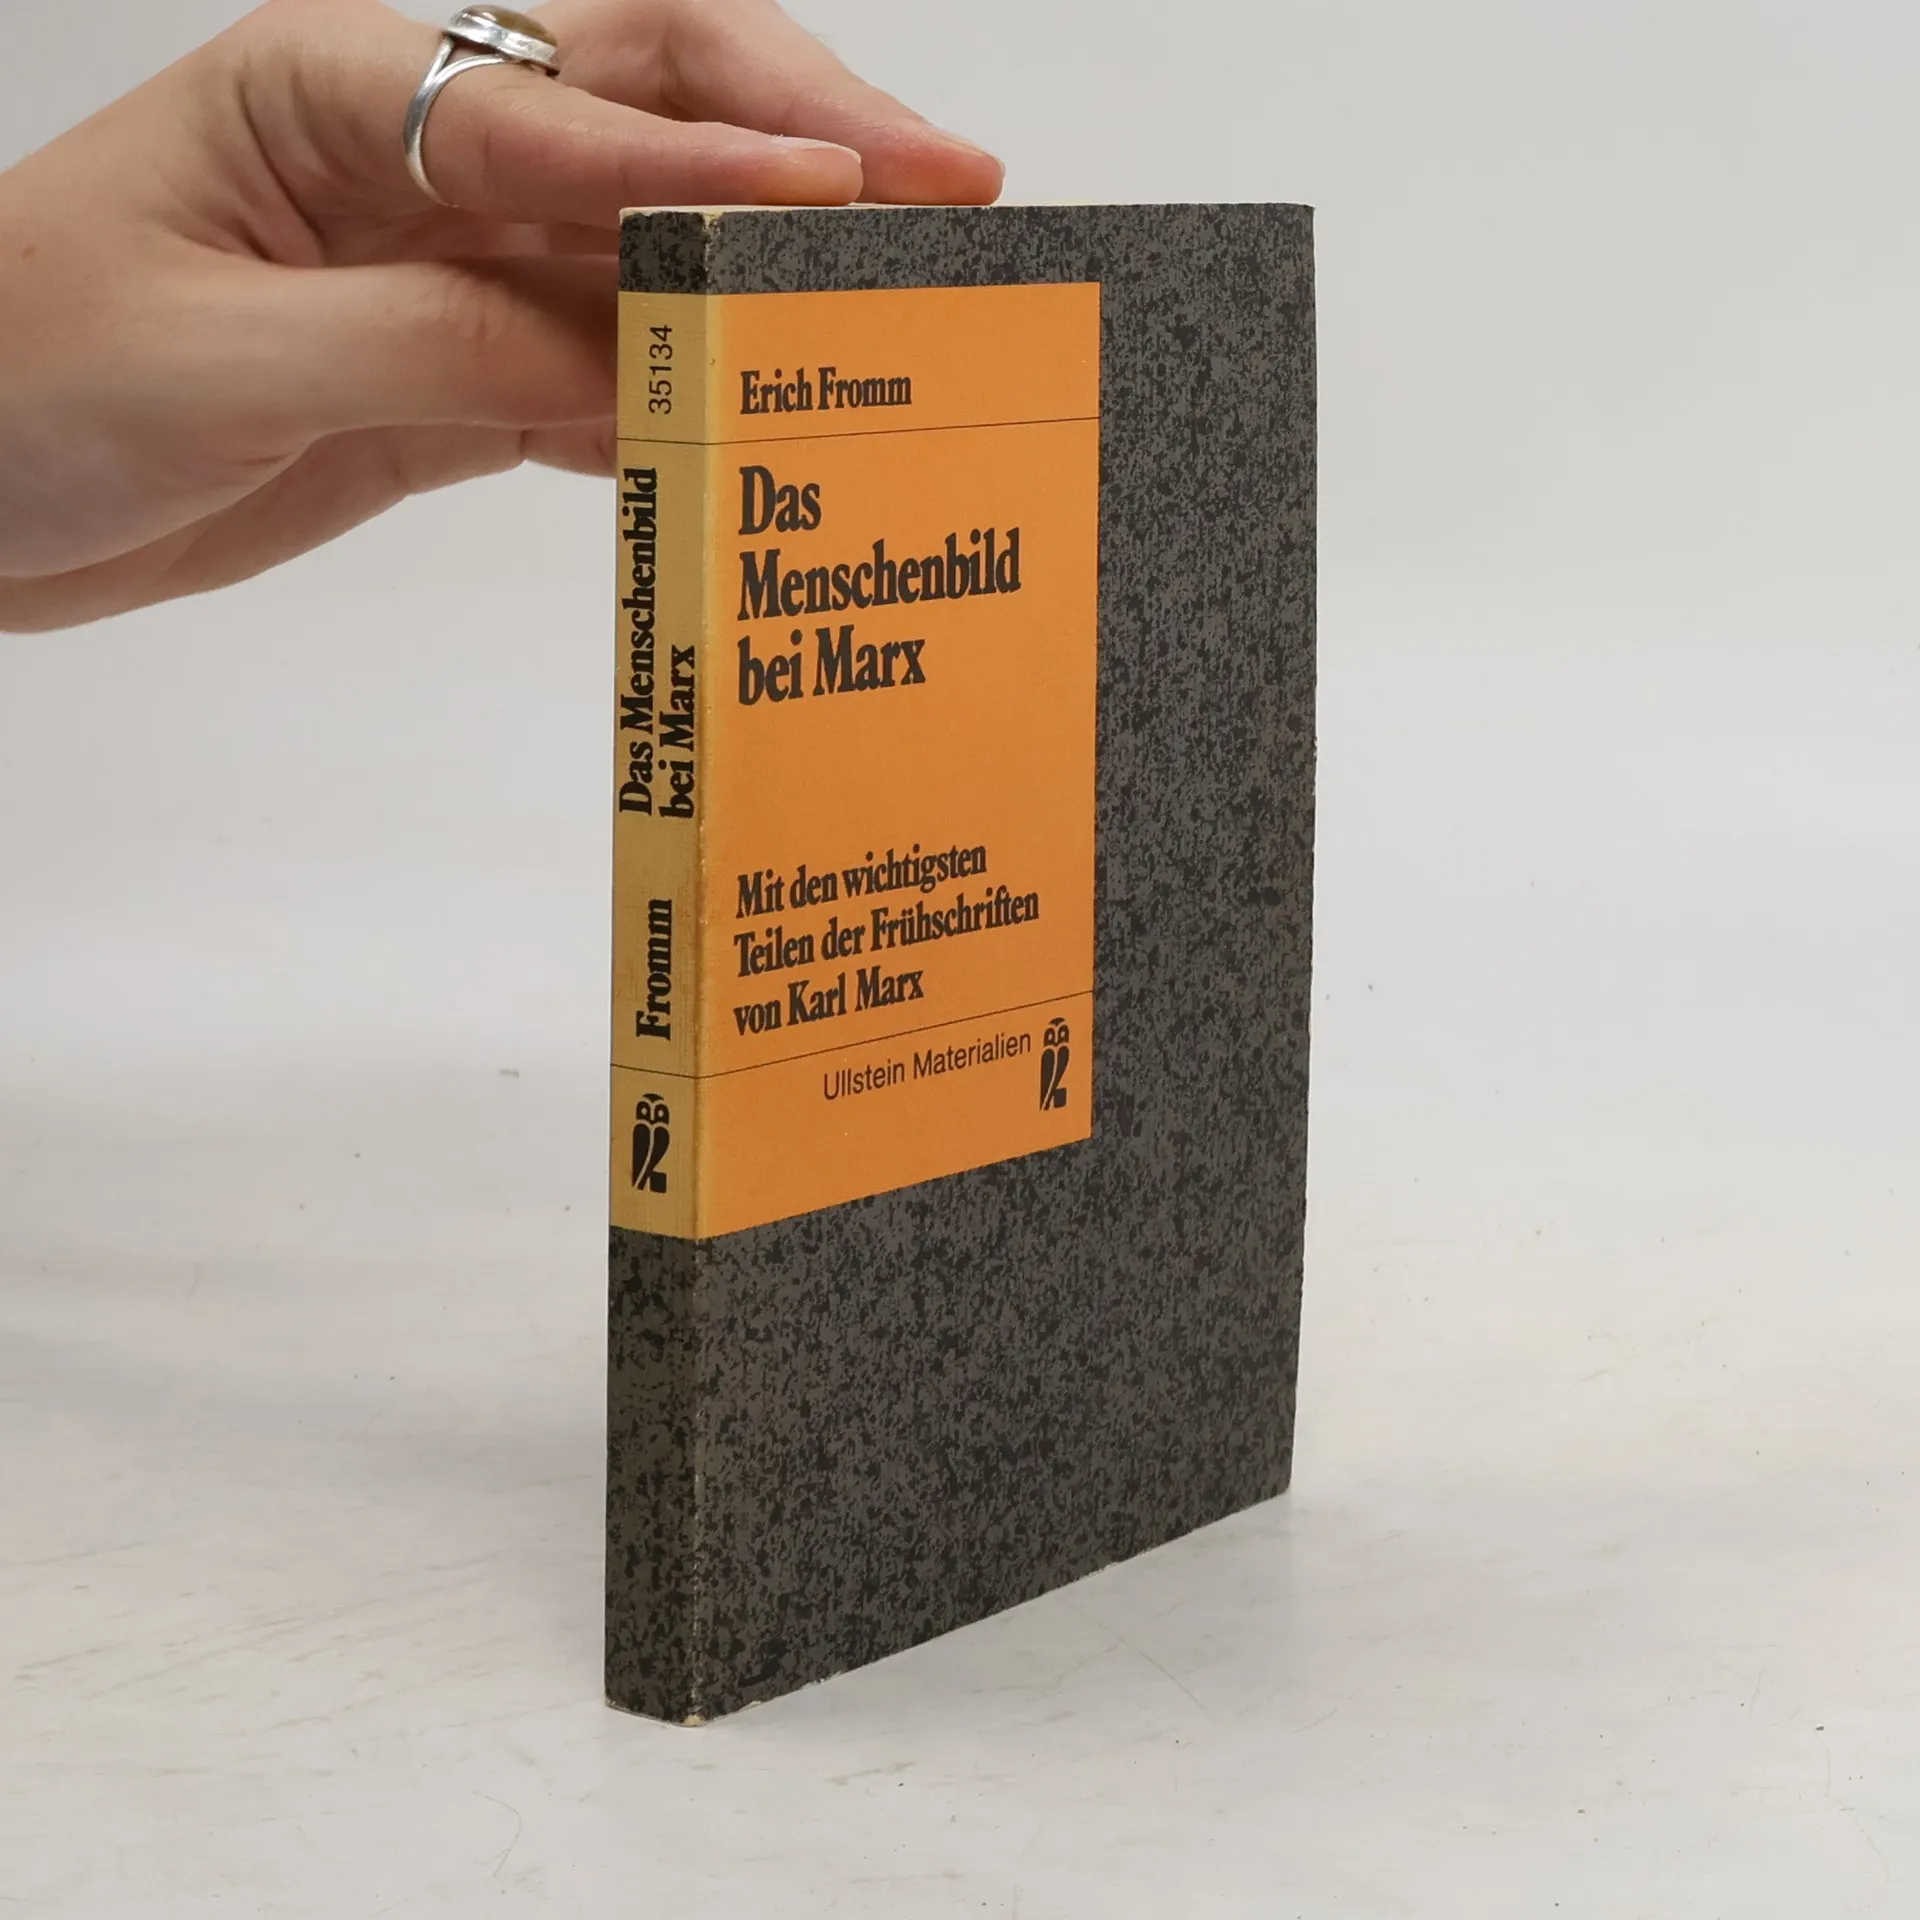 35134
Das Menschenbild
bei Marx
Fromm
Erich Fromm
Das
Menschenbild
bei Marx
Mit den wichtigsten
Teilen der Frühschriften
von Karl Marx
Ullstein Materialien